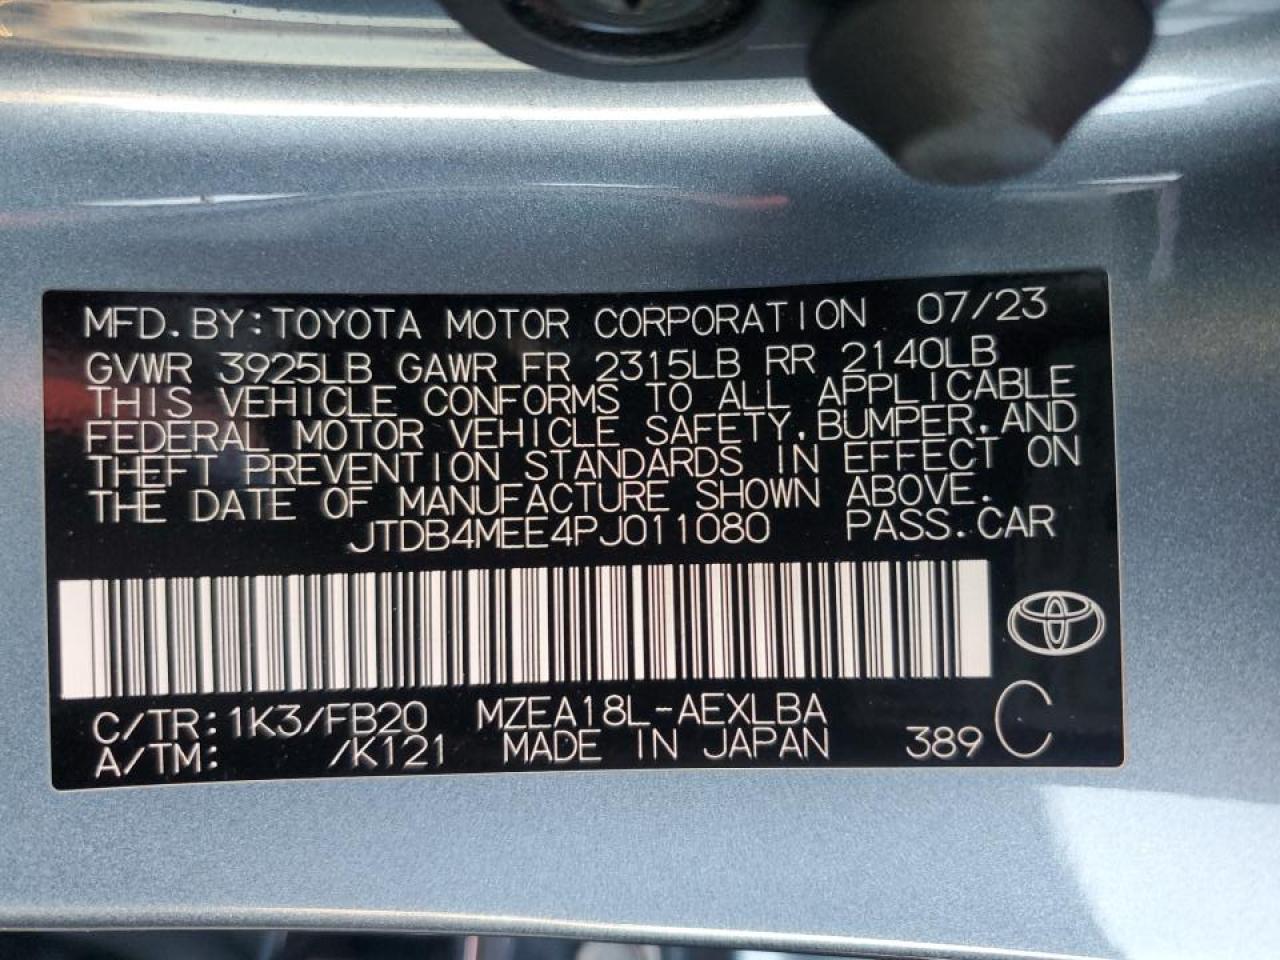 MFD. BY: TOYOTA MOTOR CORPORATION 07/23
GVWR 3925LB GAWR FR 2315LB RR 2140LB
THIS VEHICLE CONFORMS TO ALL APPLICABLE
FEDERAL MOTOR VEHICLE SAFETY, BUMPER, AND
THEFT PREVENTION STANDARDS IN EFFECT ON
THE DATE OF MANUFACTURE SHOWN ABOVE.
JTDB4MEE4PJ011080 PASS. CAR
C/TR: 1K3/FB20 MZEA18L-AEXLBA
A/TM: /K121 MADE IN JAPAN 389 C